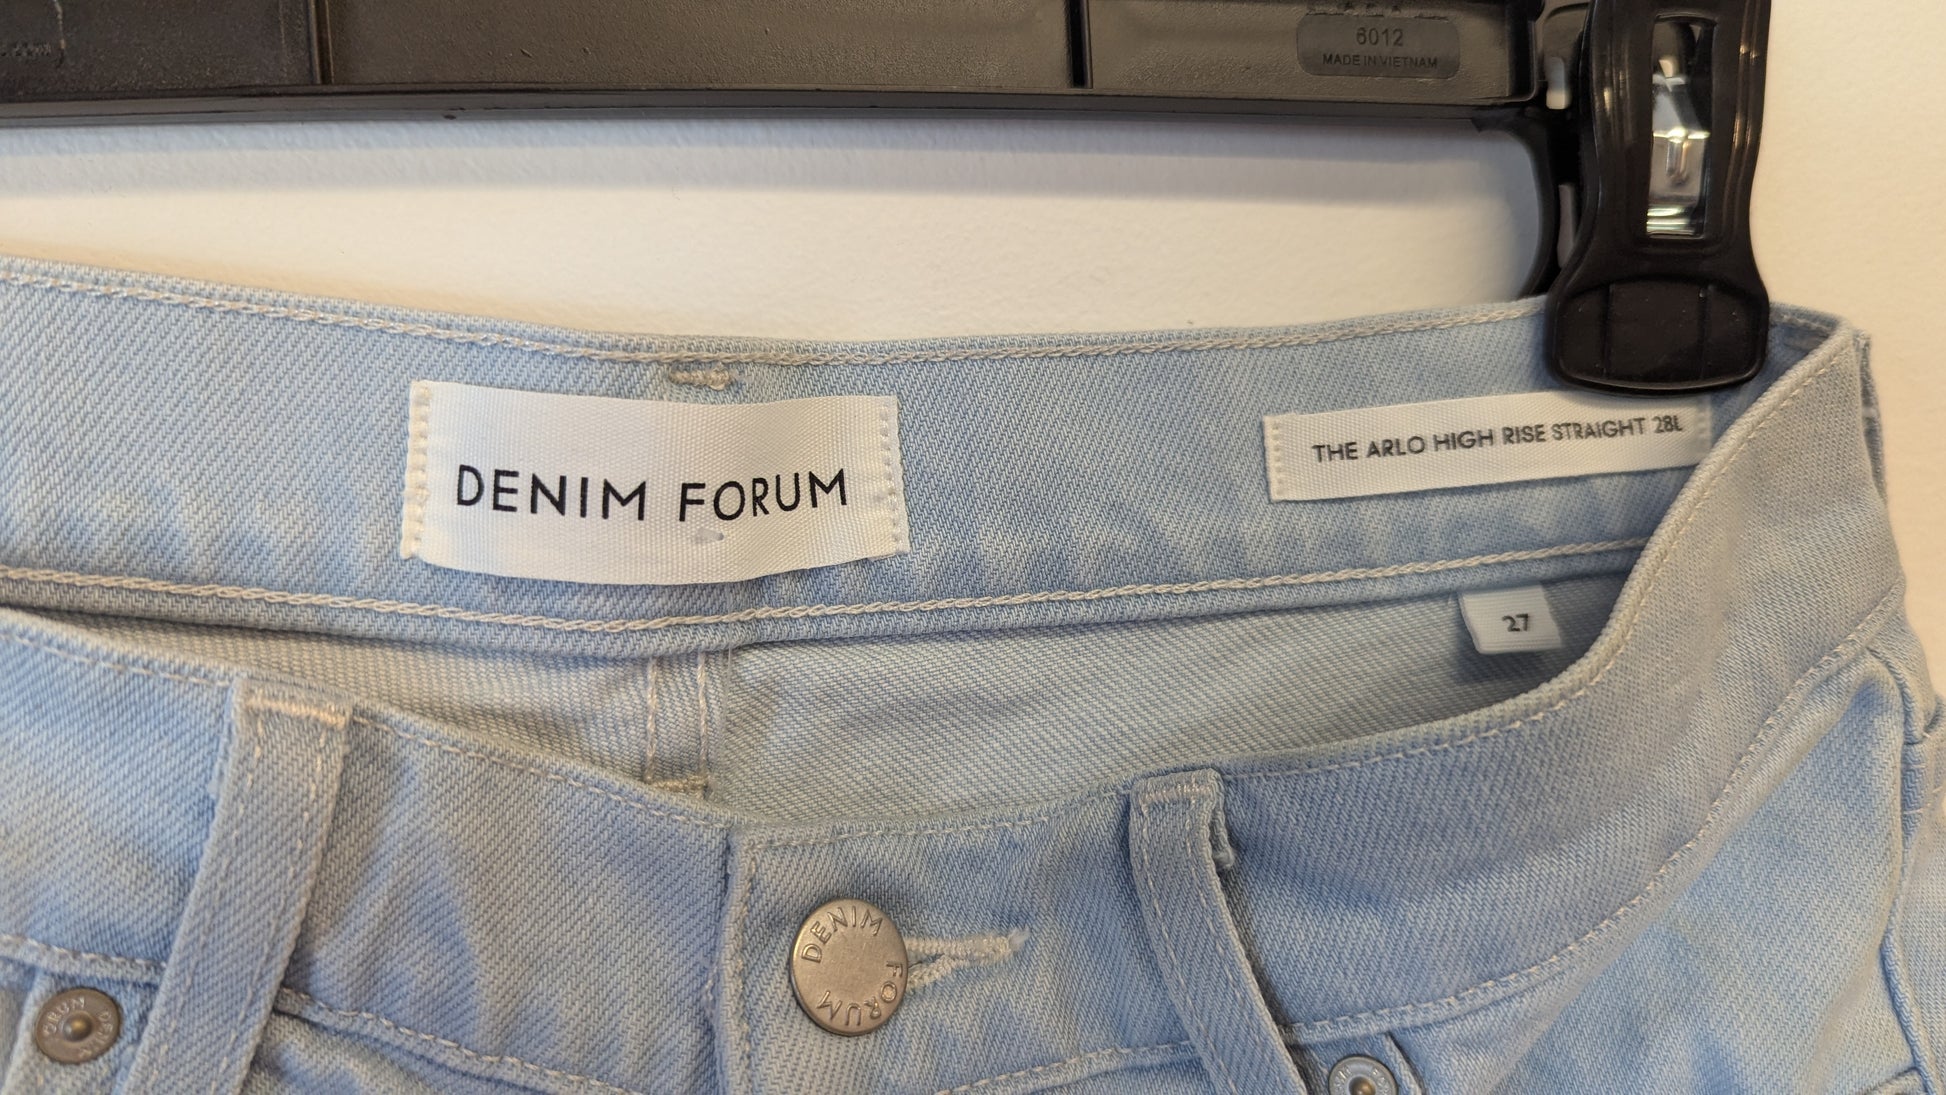 6012
MADE IN VIETNAM
DENIM FORUM
THE ARLO HIGH RISE STRAIGHT 28L
27
DENIM FORUM